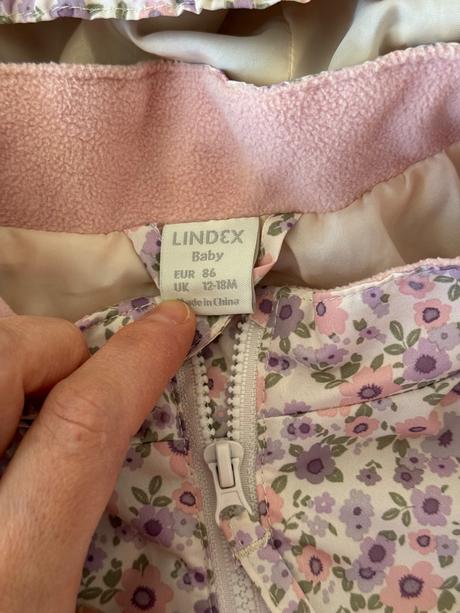 LINDEX
Baby
EUR 86
UK 12-18M
Made in China